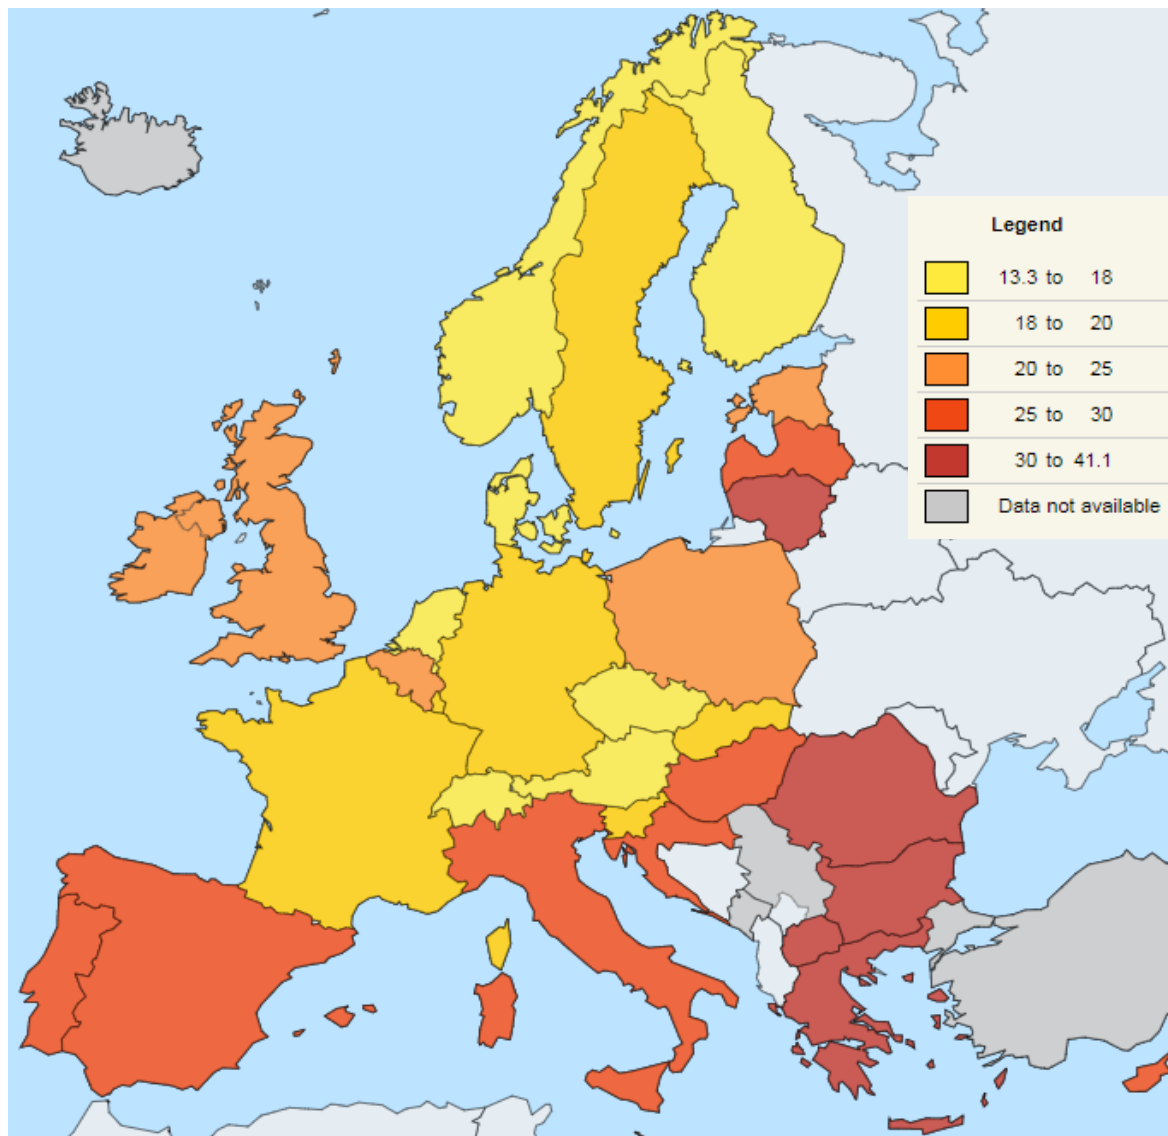 Legend
13.3 to 18
18 to 20
20 to 25
25 to 30
30 to 41.1
Data not available